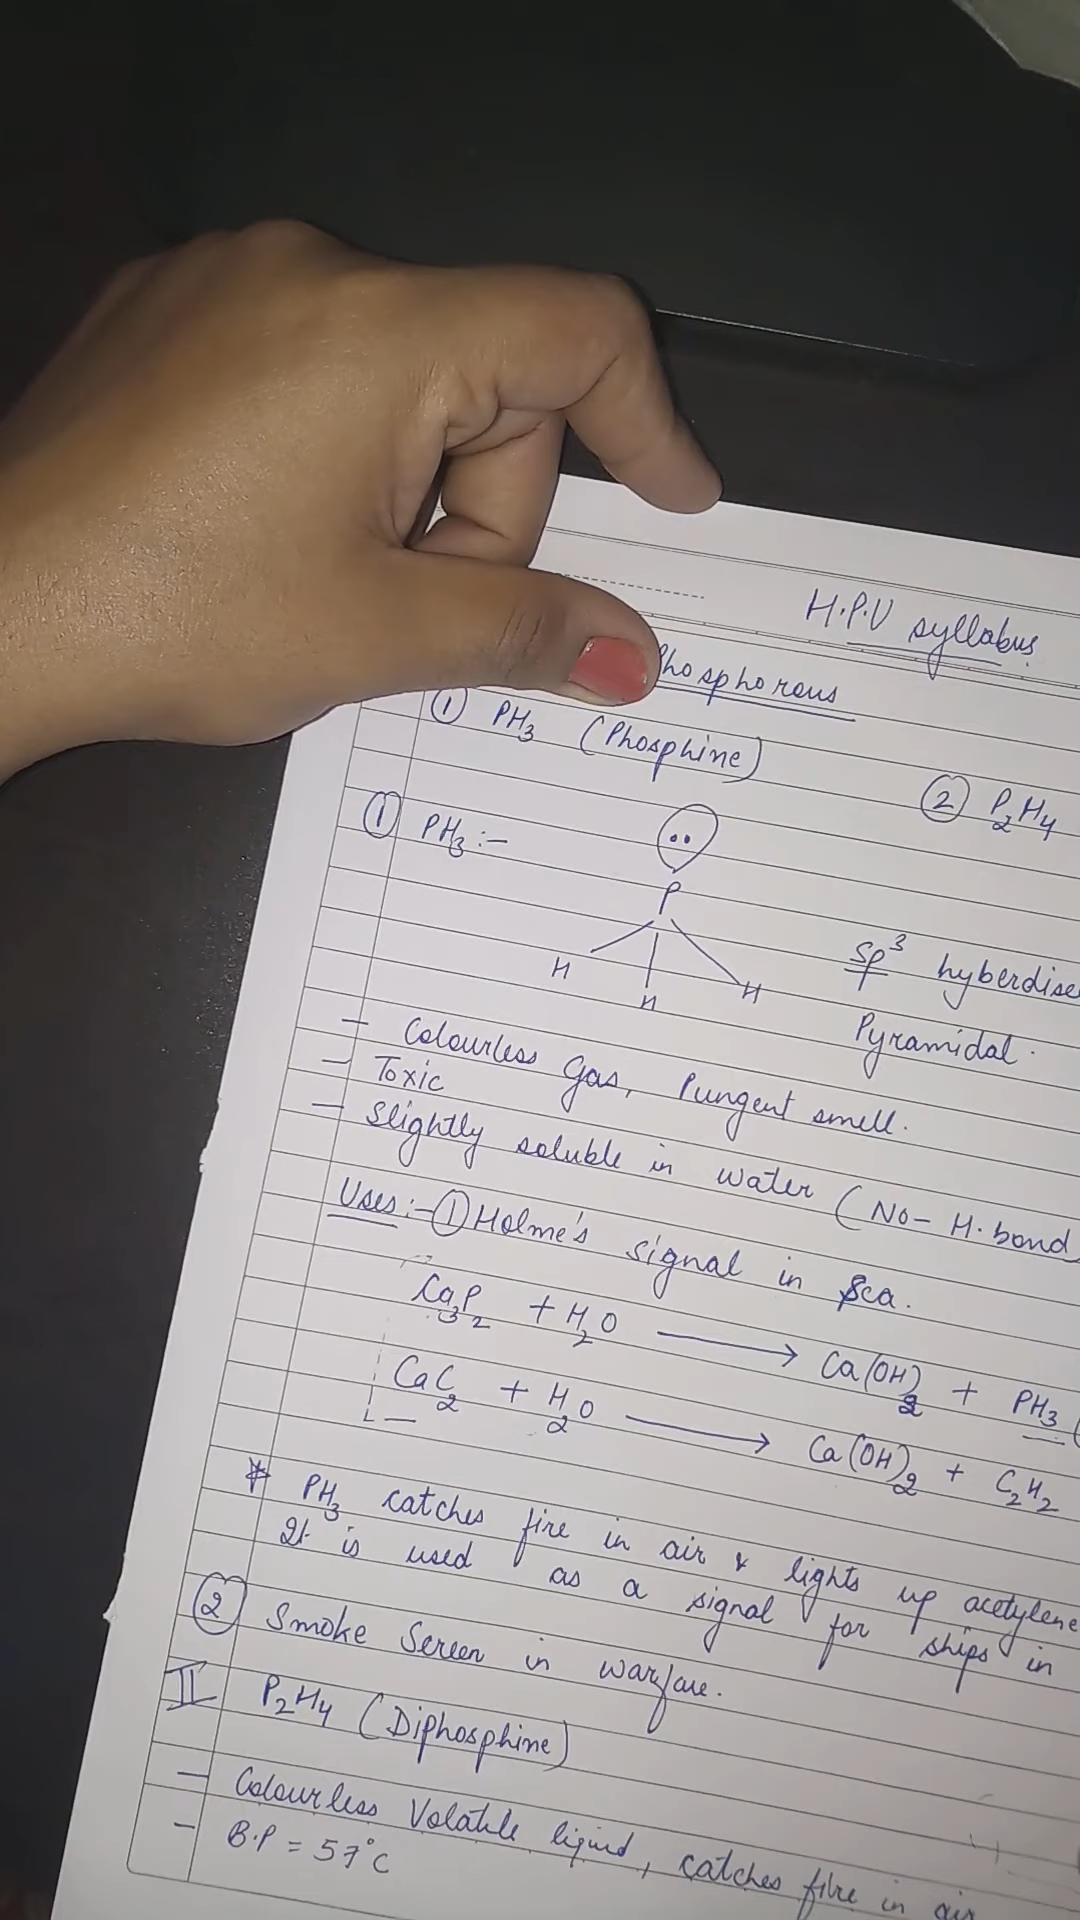 H.P.U syllabus
Phosphorous
① PH3 (Phosphine)
② P2H4
① PH3 :-
P
H
H
H
sp3 hyberdise
Pyramidal.
- Colourless Gas, Pungent smell.
- Toxic
- Slightly soluble in water (No- H.bond
Uses :- ① Holme's signal in sea.
Ca3P2 + H2O ⟶ Ca(OH)2 + PH3 (
CaC2 + H2O ⟶ Ca(OH)2 + C2H2
* PH3 catches fire in air & lights up acetylene
It is used as a signal for ships in
② Smoke Screen in warfare.
II P2H4 (Diphosphine)
- Colourless Volatile liquid, catches fire in air
- B.P = 57°C